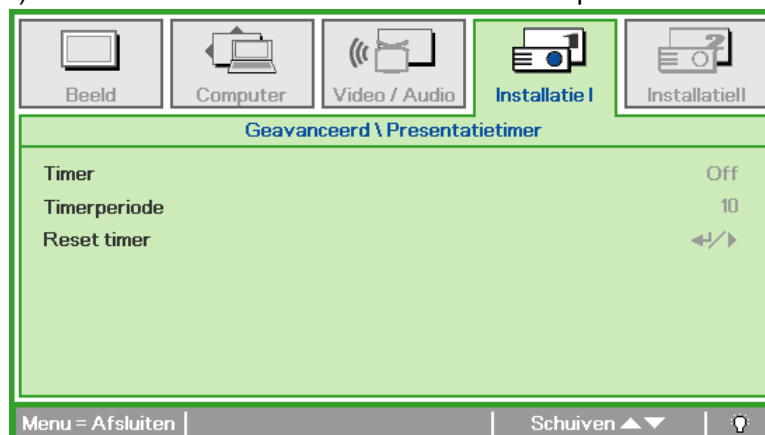 Beeld Computer Video / Audio Installatie I InstallatieII
Geavanceerd \ Presentatietimer
Timer Off
Timerperiode 10
Reset timer
Menu = Afsluiten Schuiven